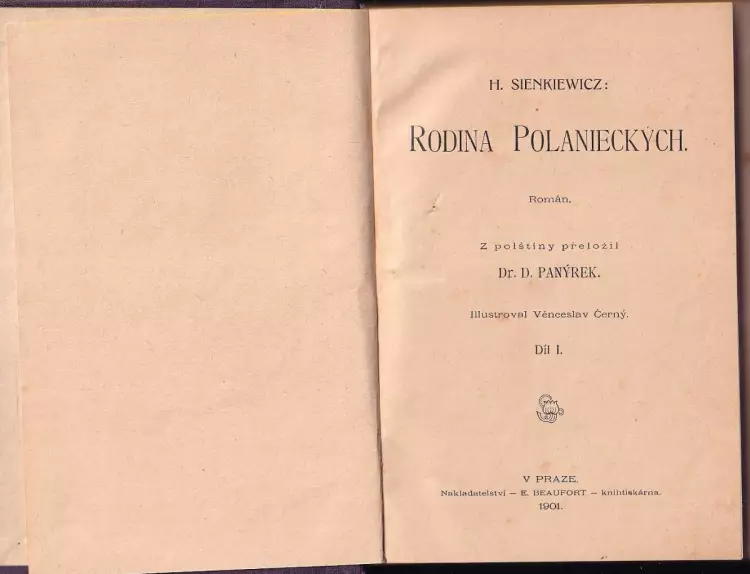 H. SIENKIEWICZ:
RODINA POLANIECKÝCH.
Román.
Z polštiny přeložil
Dr. D. PANÝREK.
Illustroval Věnceslav Černý.
Díl I.
V PRAZE.
Nakladatelství — E. BEAUFORT — knihtiskárna.
1901.